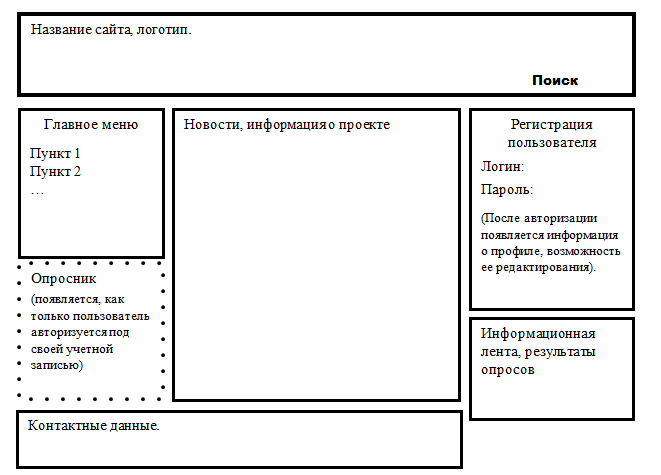 Название сайта, логотип.
Поиск
Главное меню
Пункт 1
Пункт 2
…
Опросник
(появляется, как
только пользователь
авторизуется под
своей учетной
записью)
Новости, информация о проекте
Регистрация
пользователя
Логин:
Пароль:
(После авторизации
появляется информация
о профиле, возможность
ее редактирования).
Информационная
лента, результаты
опросов
Контактные данные.